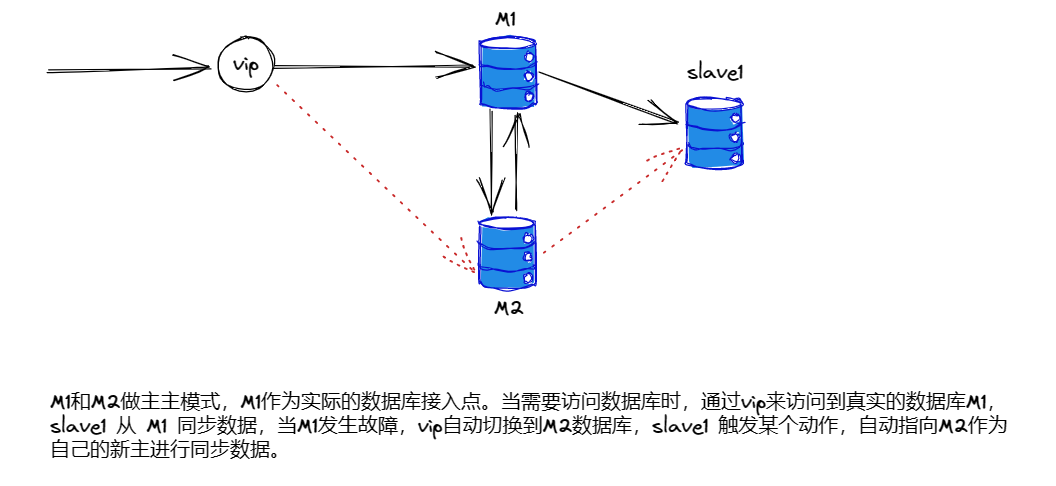 M1
vip
slave1
M2
M1和M2做主主模式，M1作为实际的数据库接入点。当需要访问数据库时，通过vip来访问到真实的数据库M1，
slave1 从 M1 同步数据，当M1发生故障，vip自动切换到M2数据库，slave1 触发某个动作，自动指向M2作为
自己的新主进行同步数据。